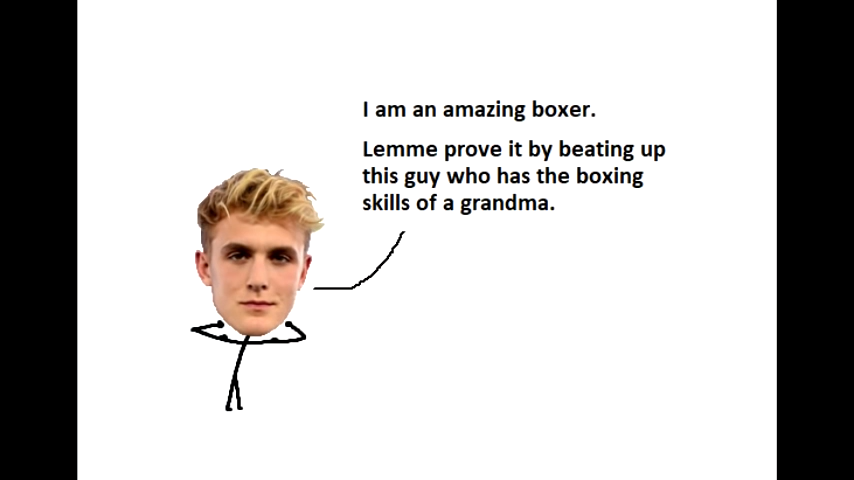 I am an amazing boxer.
Lemme prove it by beating up
this guy who has the boxing
skills of a grandma.